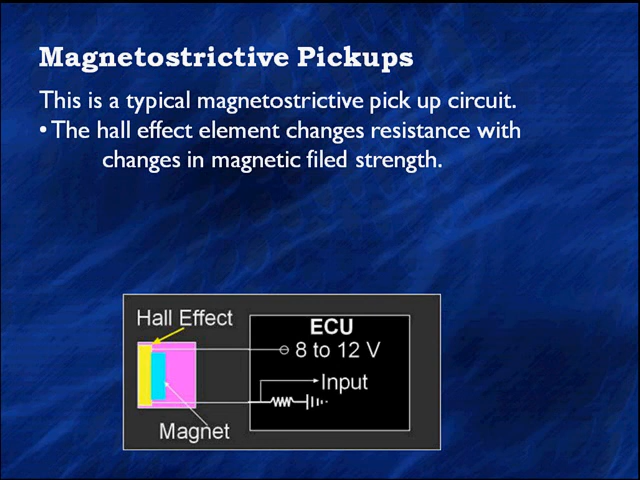 Magnetostrictive Pickups
This is a typical magnetostrictive pick up circuit.
• The hall effect element changes resistance with
changes in magnetic filed strength.
Hall Effect
ECU
8 to 12 V
Input
Magnet